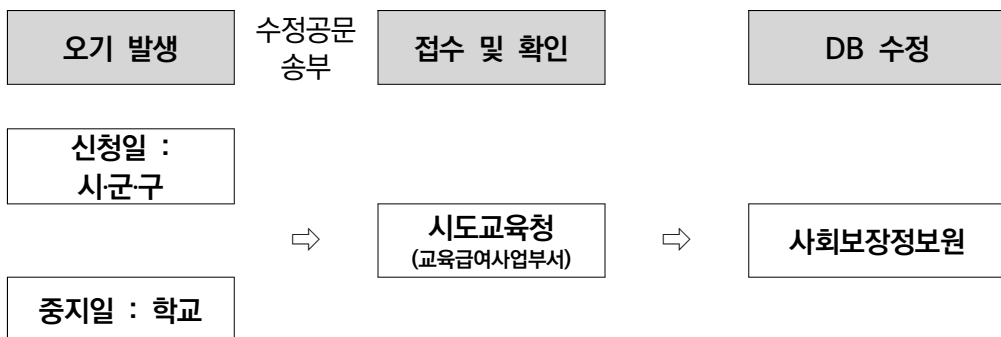 오기 발생
수정공문
송부
접수 및 확인
DB 수정
신청일 :
시·군·구
⇨
시도교육청
(교육급여사업부서)
⇨
사회보장정보원
중지일 : 학교